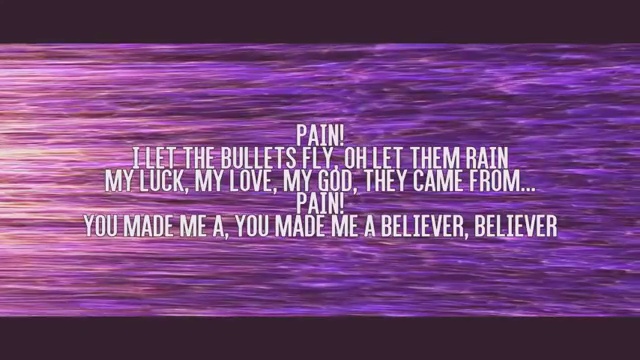 PAIN!
I LET THE BULLETS FLY, OH LET THEM RAIN
MY LUCK, MY LOVE, MY GOD, THEY CAME FROM...
PAIN!
YOU MADE ME A, YOU MADE ME A BELIEVER, BELIEVER